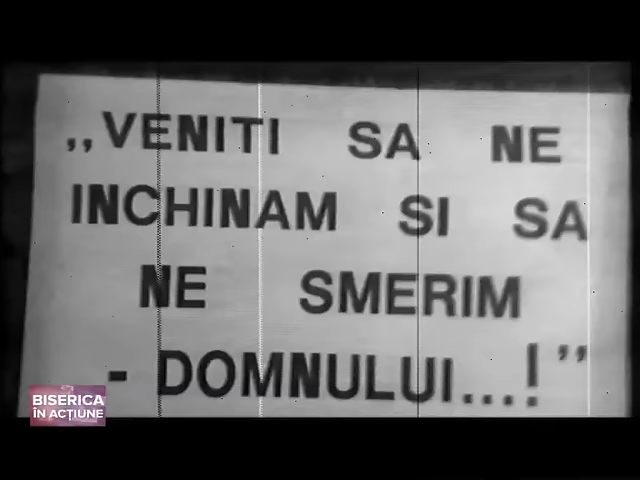 „VENITI SA NE
INCHINAM SI SA
NE SMERIM
- DOMNULUI...!”
BISERICA
ÎN ACȚIUNE